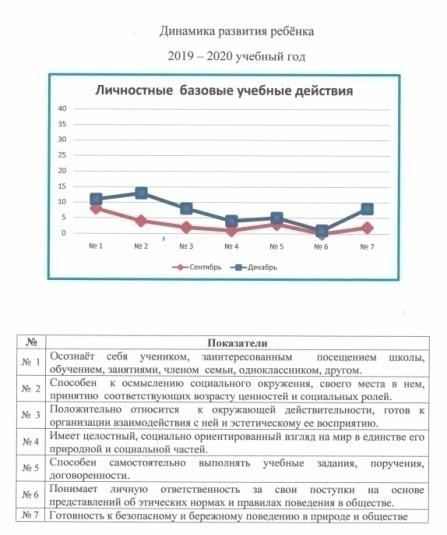 Динамика развития ребёнка
2019 – 2020 учебный год
Личностные базовые учебные действия
40
35
30
25
20
15
10
5
0
№ 1 № 2 № 3 № 4 № 5 № 6 № 7
Сентябрь Декабрь
№ Показатели
№ 1 Осознаёт себя учеником, заинтересованным посещением школы,
обучением, занятиями, членом семьи, одноклассником, другом.
№ 2 Способен к осмыслению социального окружения, своего места в нем,
принятию соответствующих возрасту ценностей и социальных ролей.
№ 3 Положительно относится к окружающей действительности, готов к
организации взаимодействия с ней и эстетическому ее восприятию.
№ 4 Имеет целостный, социально ориентированный взгляд на мир в единстве его
природной и социальной частей.
№ 5 Способен самостоятельно выполнять учебные задания, поручения,
договоренности.
№ 6 Понимает личную ответственность за свои поступки на основе
представлений об этических нормах и правилах поведения в обществе.
№ 7 Готовность к безопасному и бережному поведению в природе и обществе